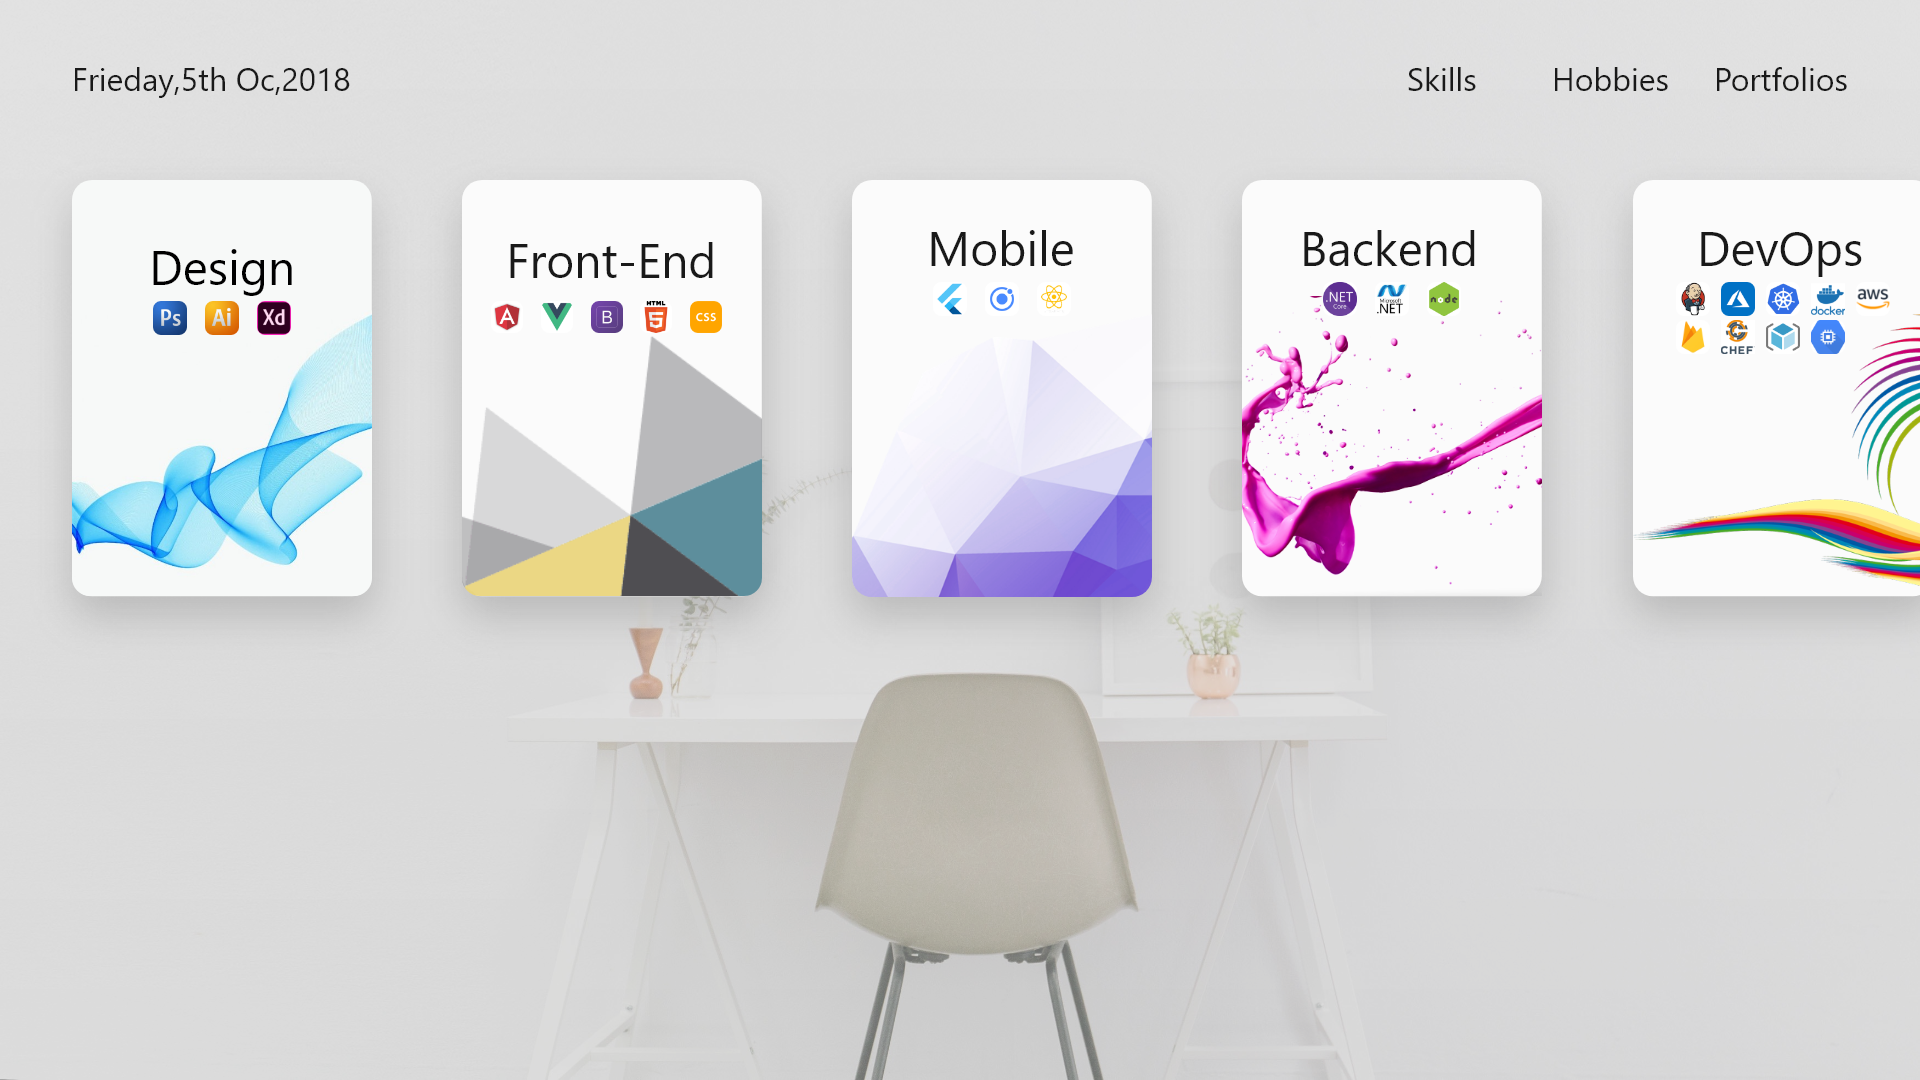 Frieday,5th Oc,2018
Skills
Hobbies
Portfolios
Design
Ps
Ai
Xd
Front-End
A
B
HTML
5
css
Mobile
Backend
.NET
Core
Microsoft
.NET
node
DevOps
docker
aws
CHEF